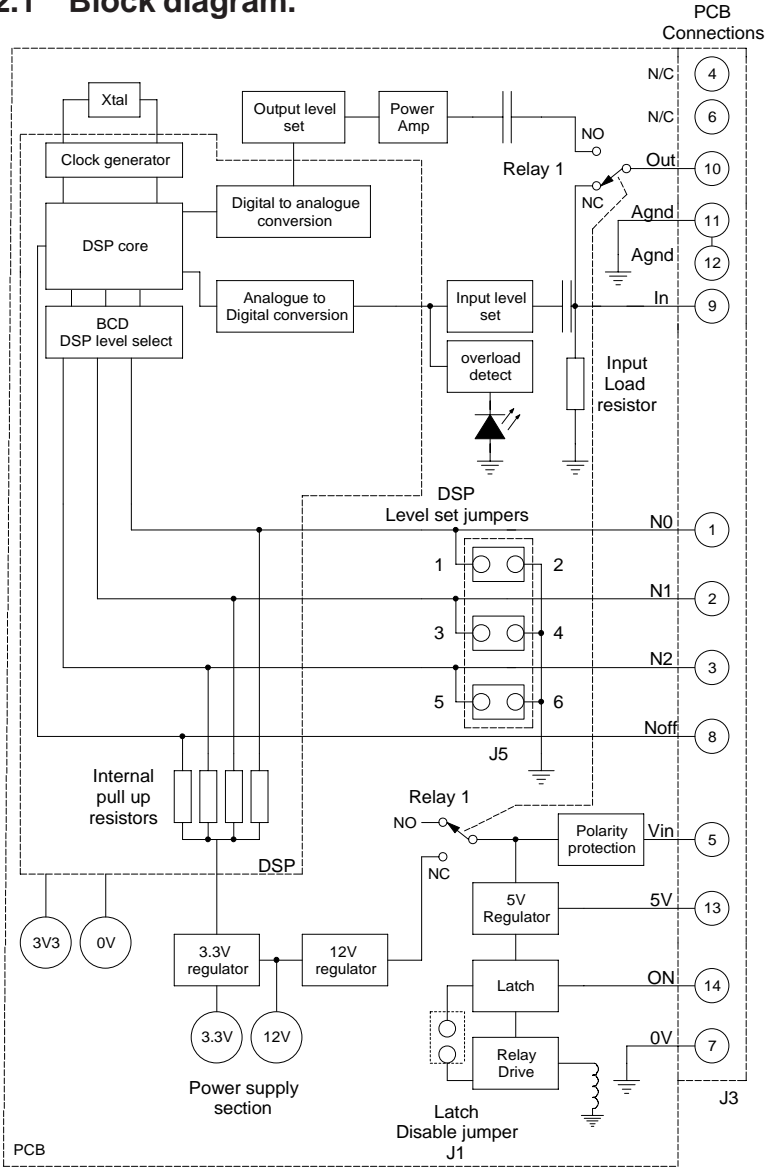 2.1 Block diagram.
PCB
Connections
N/C
4
Xtal
Output level
set
Power
Amp
N/C
6
NO
Clock generator
Relay 1
Out
10
NC
Digital to analogue
conversion
Agnd
11
DSP core
Agnd
12
Analogue to
Digital conversion
Input level
set
In
9
BCD
DSP level select
overload
detect
Input
Load
resistor
DSP
Level set jumpers
N0
1
1
2
N1
2
3
4
N2
3
5
6
Noff
8
J5
Internal
pull up
resistors
Relay 1
NO
Polarity
protection
Vin
5
DSP
NC
5V
Regulator
5V
13
3V3
0V
3.3V
regulator
12V
regulator
Latch
ON
14
3.3V
12V
Relay
Drive
0V
7
Power supply
section
J3
Latch
Disable jumper
J1
PCB